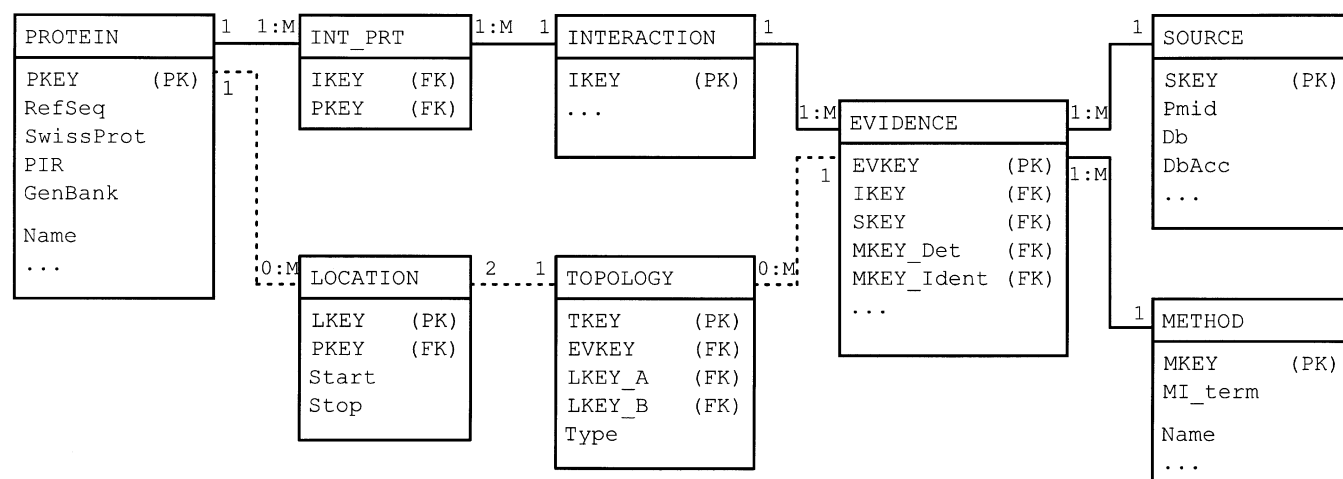 PROTEIN
PKEY (PK)
RefSeq
SwissProt
PIR
GenBank
Name
...
1 1:M
1
0:M
INT_PRT
IKEY (FK)
PKEY (FK)
1:M 1
INTERACTION
IKEY (PK)
...
1
1:M
LOCATION
LKEY (PK)
PKEY (FK)
Start
Stop
2 1
TOPOLOGY
TKEY (PK)
EVKEY (FK)
LKEY_A (FK)
LKEY_B (FK)
Type
0:M
1
EVIDENCE
EVKEY (PK)
IKEY (FK)
SKEY (FK)
MKEY_Det (FK)
MKEY_Ident (FK)
...
1:M
1
1:M
1
SOURCE
SKEY (PK)
Pmid
Db
DbAcc
...
METHOD
MKEY (PK)
MI_term
Name
...